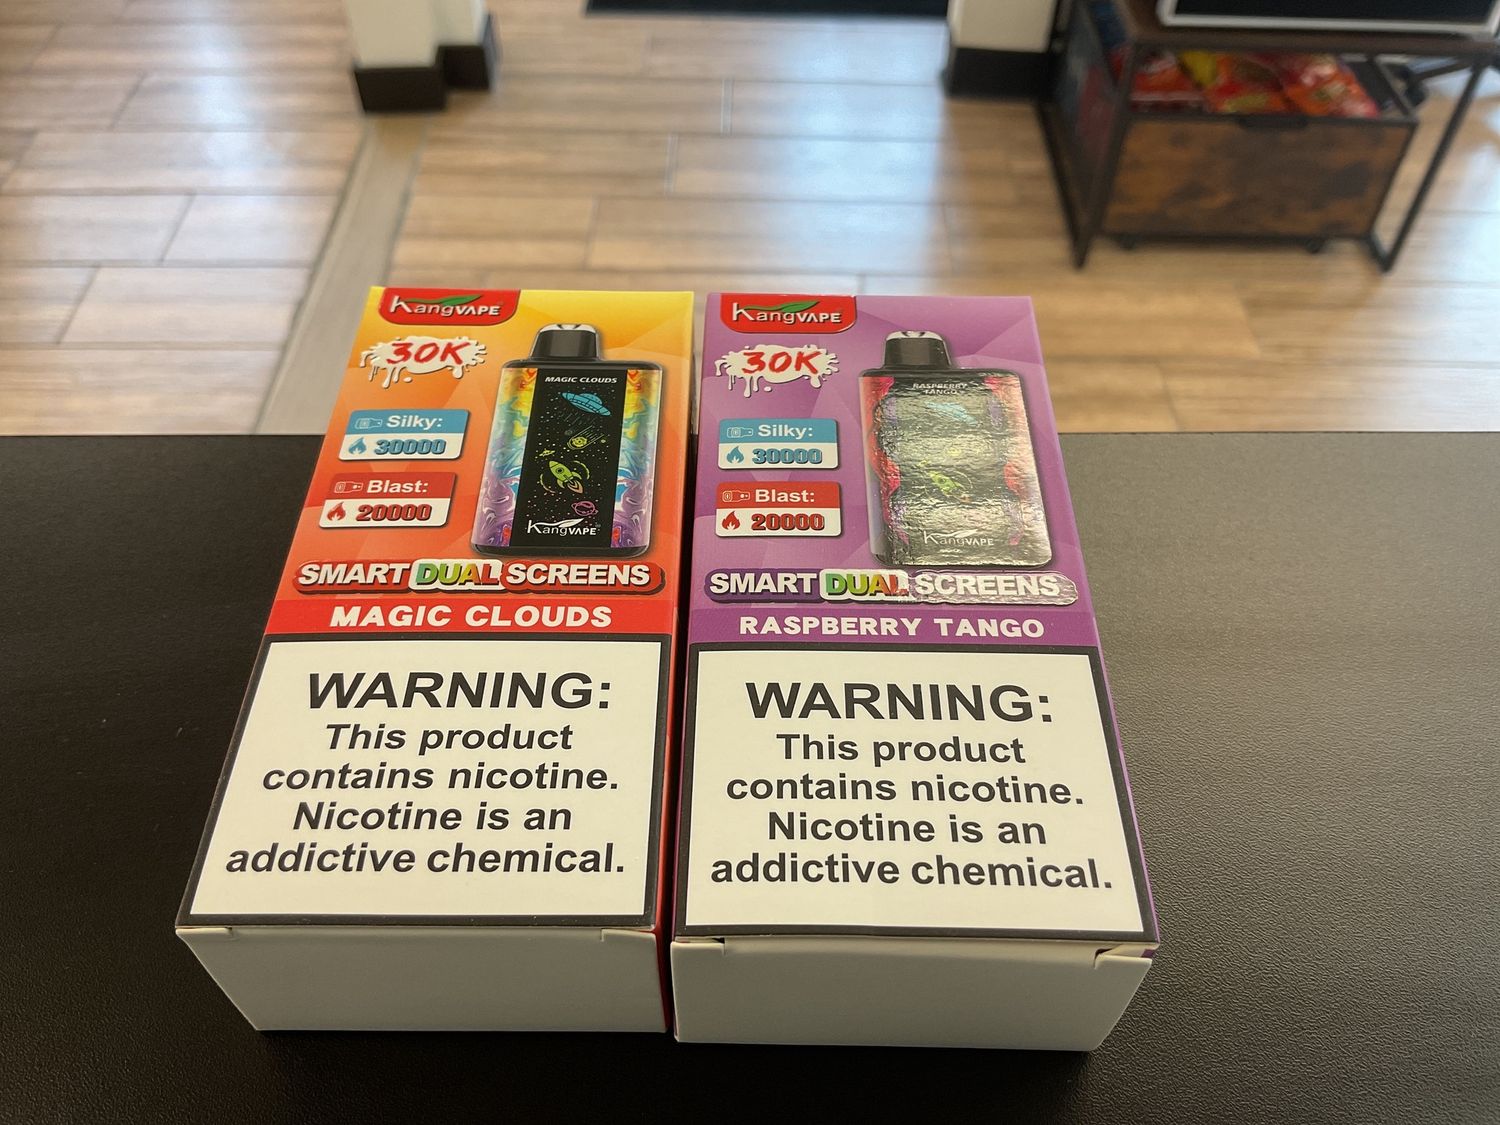 KangVAPE
30K
MAGIC CLOUDS
Silky:
30000
Blast:
20000
KangVAPE
SMART DUAL SCREENS
MAGIC CLOUDS
WARNING:
This product
contains nicotine.
Nicotine is an
addictive chemical.
KangVAPE
30K
RASPBERRY
TANGO
Silky:
30000
Blast:
20000
KangVAPE
SMART DUAL SCREENS
RASPBERRY TANGO
WARNING:
This product
contains nicotine.
Nicotine is an
addictive chemical.